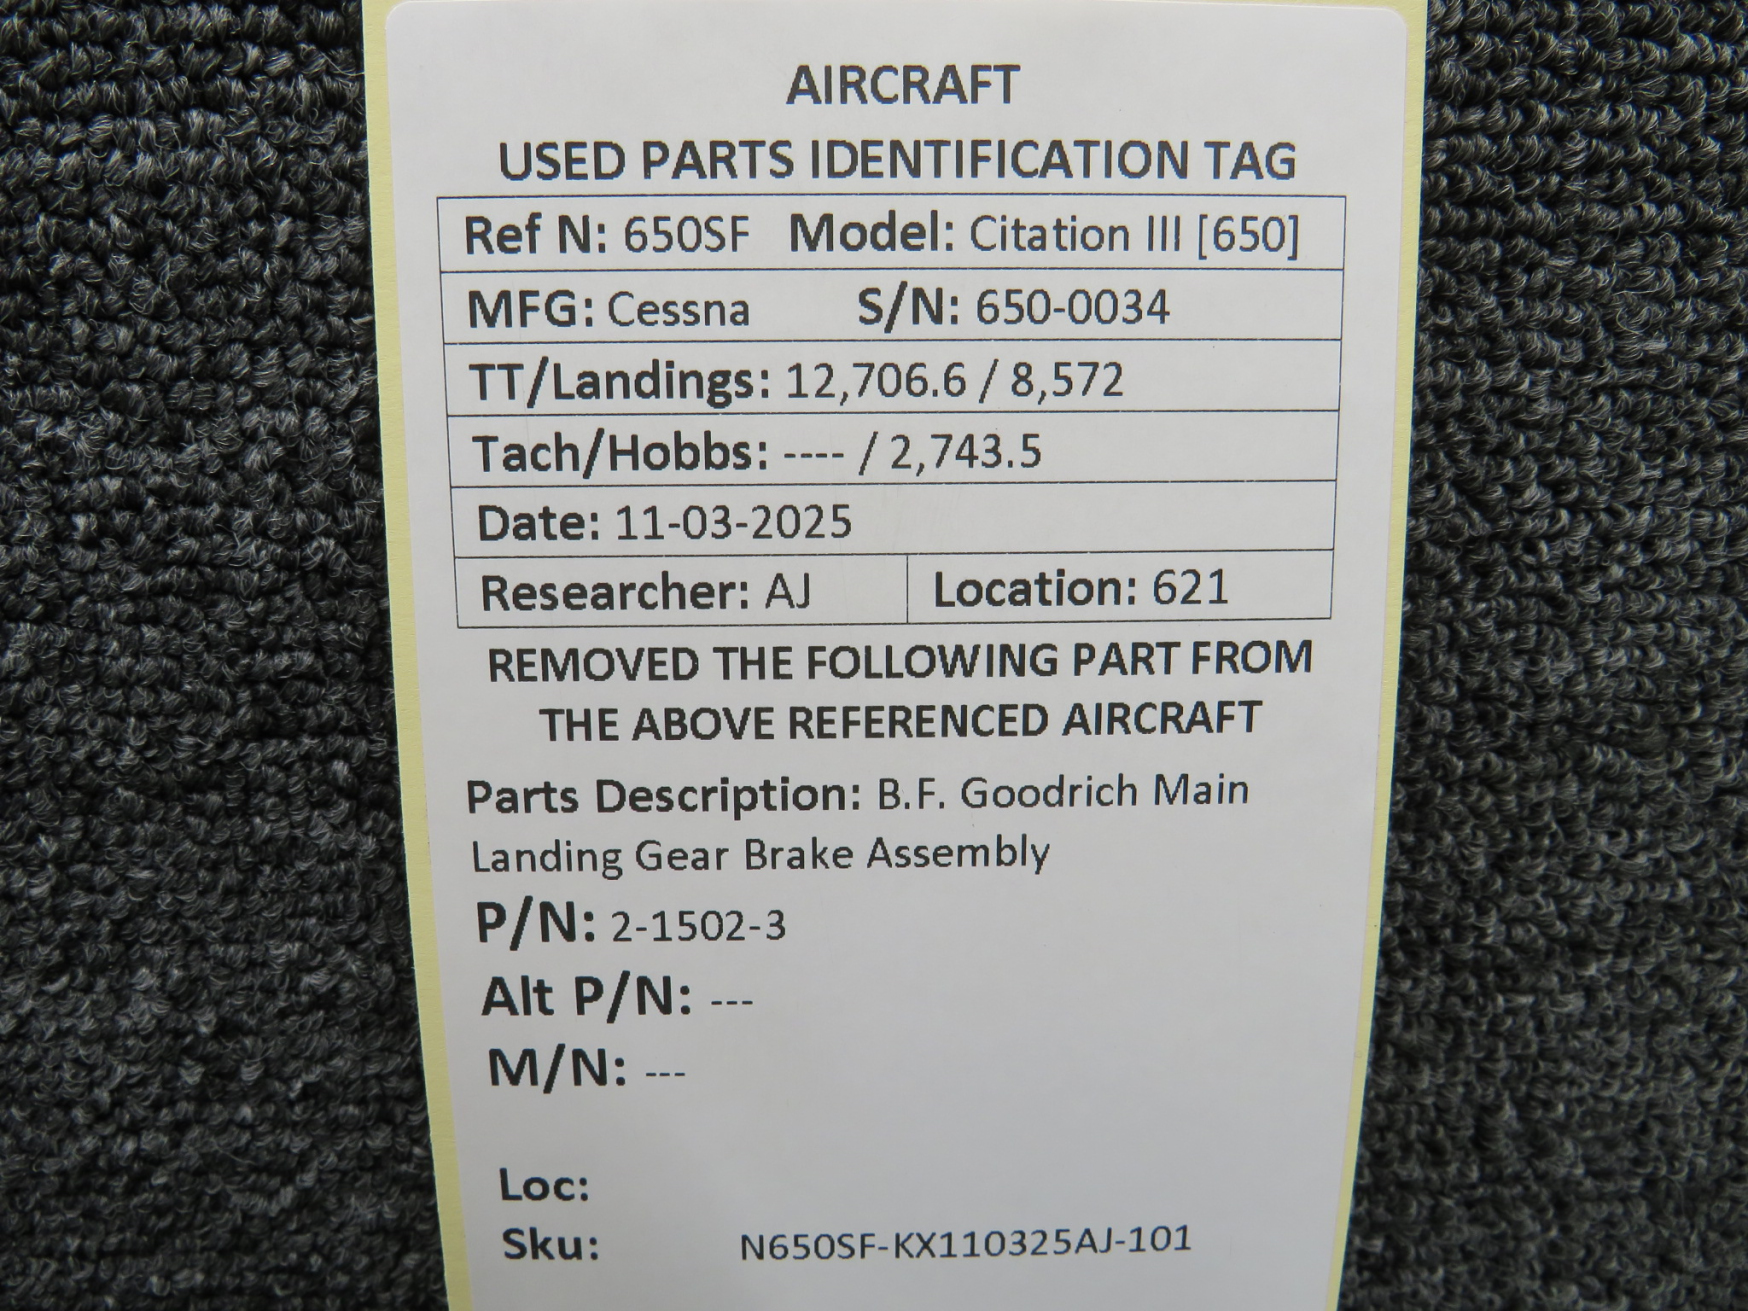 AIRCRAFT
USED PARTS IDENTIFICATION TAG
Ref N: 650SF Model: Citation III [650]
MFG: Cessna S/N: 650-0034
TT/Landings: 12,706.6 / 8,572
Tach/Hobbs: ---- / 2,743.5
Date: 11-03-2025
Researcher: AJ Location: 621
REMOVED THE FOLLOWING PART FROM
THE ABOVE REFERENCED AIRCRAFT
Parts Description: B.F. Goodrich Main
Landing Gear Brake Assembly
P/N: 2-1502-3
Alt P/N: ---
M/N: ---
Loc:
Sku: N650SF-KX110325AJ-101